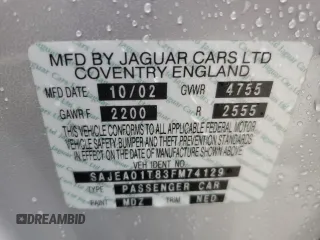 MFD BY JAGUAR CARS LTD
COVENTRY ENGLAND
MFD DATE 10/02 GVWR 4755
GAWR F 2200 R 2555
THIS VEHICLE CONFORMS TO ALL APPLICABLE FEDERAL MOTOR
VEHICLE SAFETY BUMPER AND THEFT PREVENTION STANDARDS
IN EFFECT ON THE DATE OF MANUFACTURE SHOWN ABOVE
VEH IDENT No
SAJEA01T83FM74129
TYPE PASSENGER CAR
PAINT MDZ TRIM NED
DREAMBID